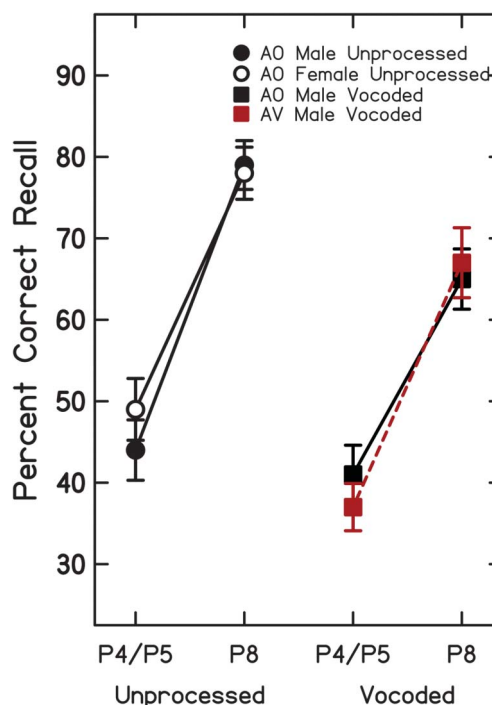 AO Male Unprocessed
AO Female Unprocessed
AO Male Vocoded
AV Male Vocoded
90
80
70
60
50
40
30
Percent Correct Recall
P4/P5 P8 P4/P5 P8
Unprocessed Vocoded